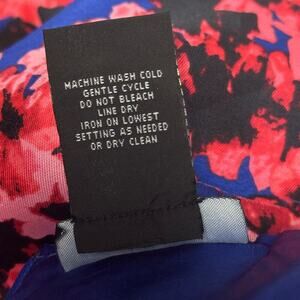 MACHINE WASH COLD
GENTLE CYCLE
DO NOT BLEACH
LINE DRY
IRON ON LOWEST
SETTING AS NEEDED
OR DRY CLEAN